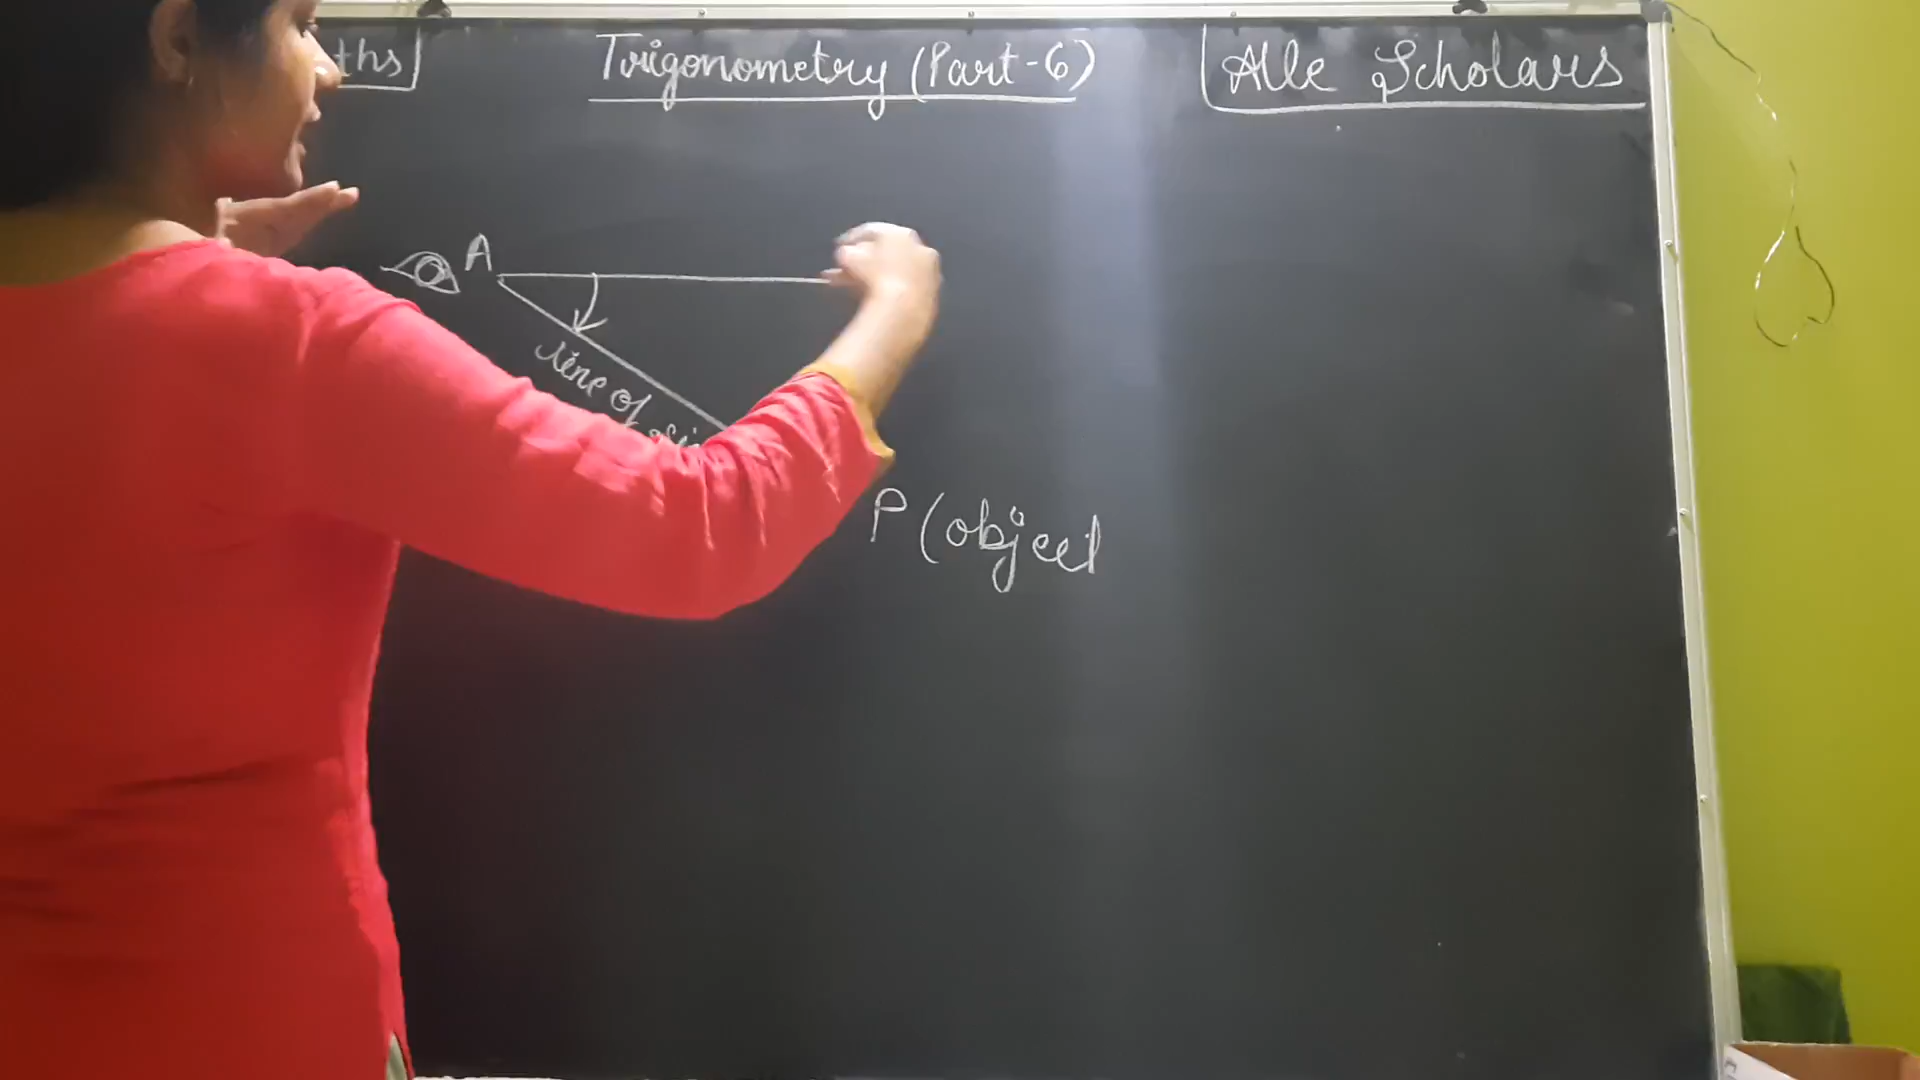 ths
Trigonometry (Part-6)
Alle Scholars
A
line of
P (object